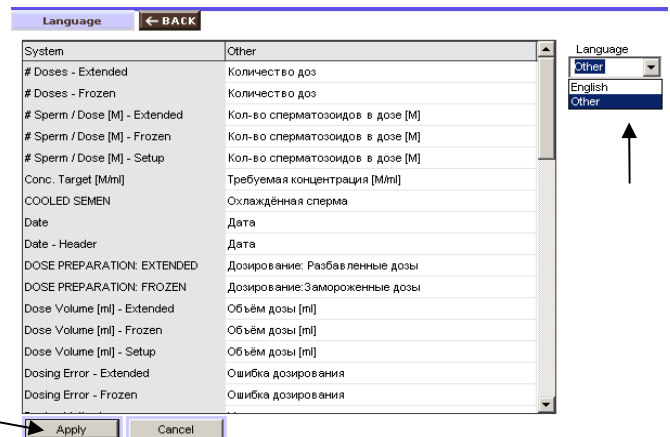 Language ← BACK
System Other
# Doses - Extended Количество доз
# Doses - Frozen Количество доз
# Sperm / Dose [M] - Extended Кол-во сперматозоидов в дозе [M]
# Sperm / Dose [M] - Frozen Кол-во сперматозоидов в дозе [M]
# Sperm / Dose [M] - Setup Кол-во сперматозоидов в дозе [M]
Conc. Target [M/ml] Требуемая концентрация [M/ml]
COOLED SEMEN Охлаждённая сперма
Date Дата
Date - Header Дата
DOSE PREPARATION: EXTENDED Дозирование: Разбавленные дозы
DOSE PREPARATION: FROZEN Дозирование:Замороженные дозы
Dose Volume [ml] - Extended Объём дозы [ml]
Dose Volume [ml] - Frozen Объём дозы [ml]
Dose Volume [ml] - Setup Объём дозы [ml]
Dosing Error - Extended Ошибка дозирования
Dosing Error - Frozen Ошибка дозирования
Apply Cancel
Language
Other
English
Other